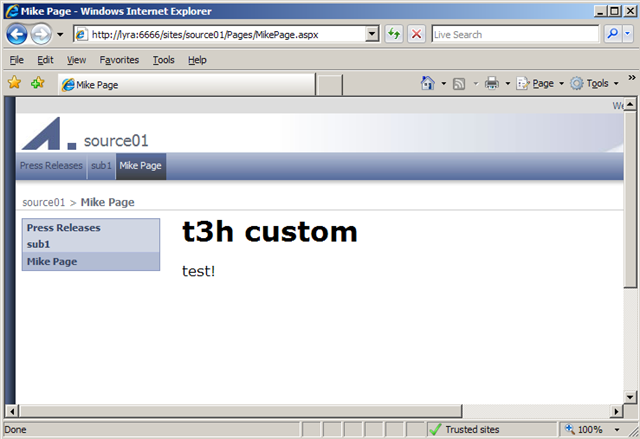 Mike Page - Windows Internet Explorer
http://lyra:6666/sites/source01/Pages/MikePage.aspx
Live Search
File Edit View Favorites Tools Help
Mike Page
Page Tools »
We
source01
Press Releases sub1 Mike Page
source01 > Mike Page
Press Releases
sub1
Mike Page
t3h custom
test!
Done Trusted sites 100%